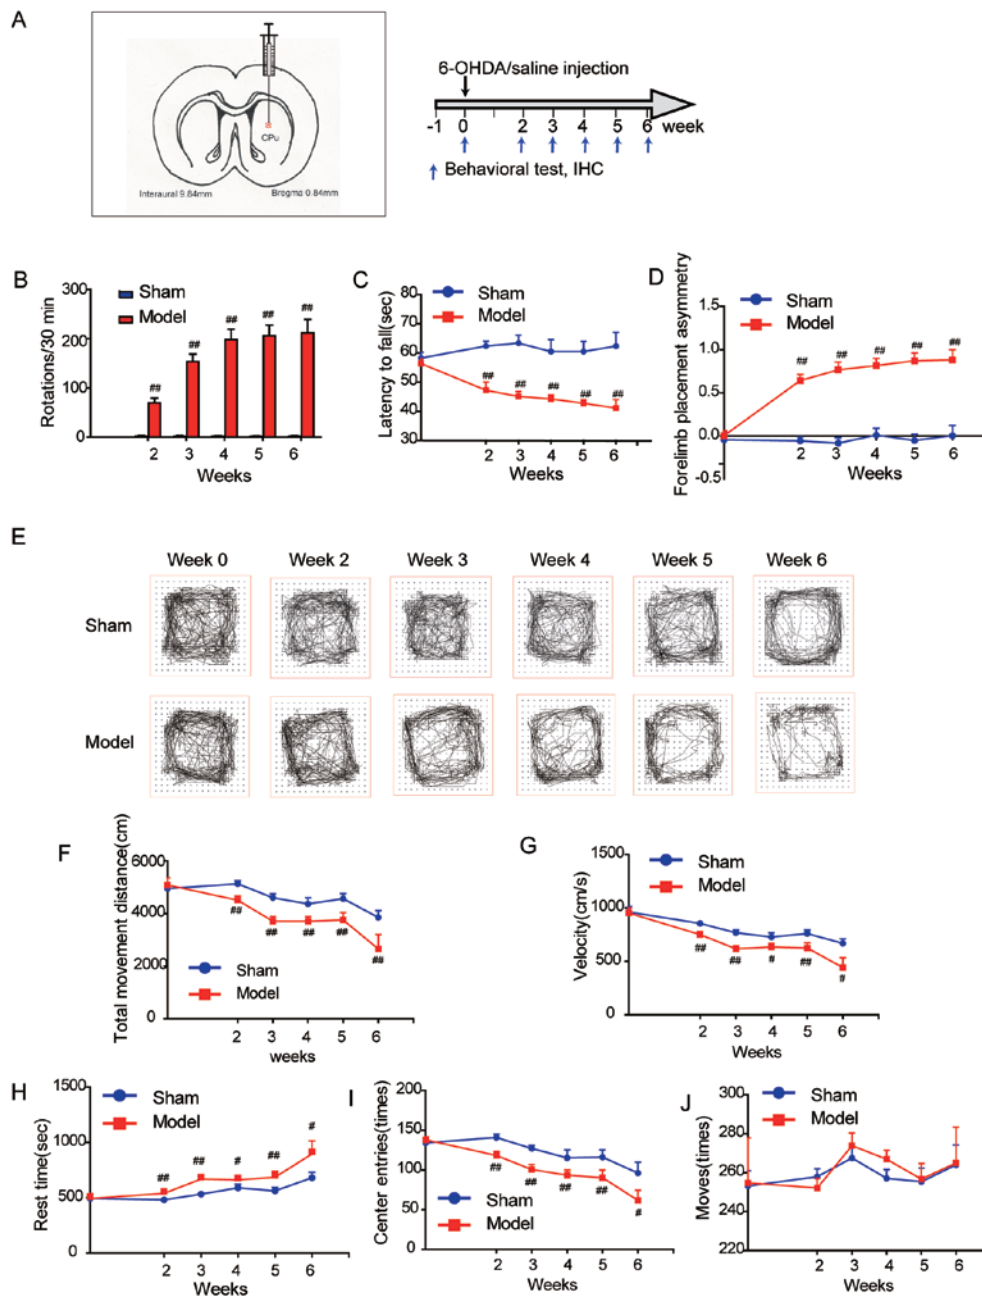 A
CPu
Interaural 9.84mm
Bregma 0.84mm
6-OHDA/saline injection
-1 0 2 3 4 5 6 week
Behavioral test, IHC
B
Sham
Model
Rotations/30 min
300
200
100
0
## ## ## ## ##
2 3 4 5 6
Weeks
C
Sham
Model
Latency to fall(sec)
80
70
60
50
40
30
## ## ## ## ##
2 3 4 5 6
Weeks
D
Sham
Model
Forelimb placement asymmetry
1.5
1.0
0.5
0.0
-0.5
## ## ## ## ##
2 3 4 5 6
Weeks
E
Week 0 Week 2 Week 3 Week 4 Week 5 Week 6
Sham
Model
F
Total movement distance(cm)
6000
4000
2000
0
## ## ## ## ##
Sham
Model
2 3 4 5 6
weeks
G
Sham
Model
Velocity(cm/s)
1500
1000
500
0
## ## # ## #
2 3 4 5 6
Weeks
H
Sham
Model
Rest time(sec)
1500
1000
500
0
## ## # ## #
2 3 4 5 6
Weeks
I
Center entries(times)
200
150
100
50
0
## ## ## ## #
Sham
Model
2 3 4 5 6
Weeks
J
Sham
Model
Moves(times)
300
280
260
240
220
2 3 4 5 6
Weeks